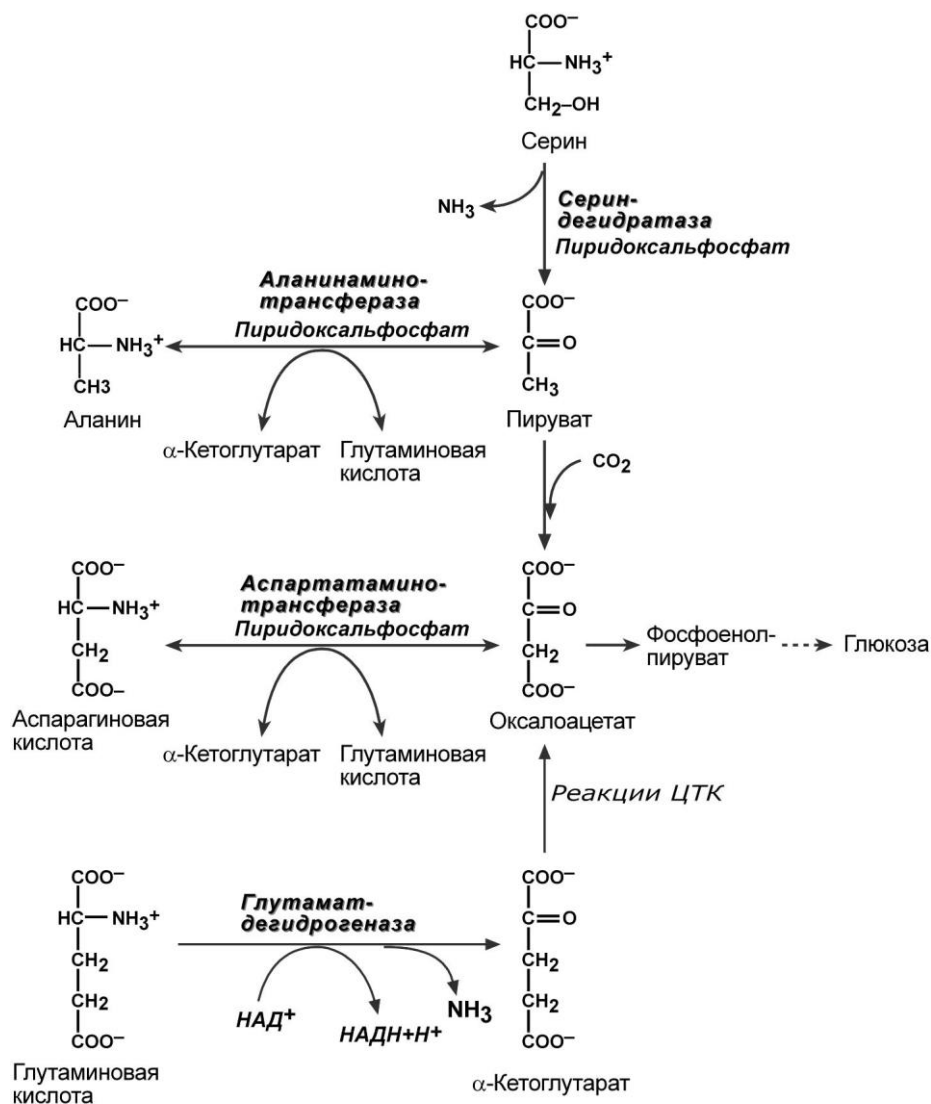 COO⁻
HC—NH₃⁺
CH₂–OH
Серин
NH₃
Серин-
дегидратаза
Пиридоксальфосфат
Аланинамино-
трансфераза
Пиридоксальфосфат
COO⁻
HC—NH₃⁺
CH3
Аланин
COO⁻
C=O
CH₃
Пируват
α-Кетоглутарат
Глутаминовая
кислота
CO₂
COO⁻
HC—NH₃⁺
CH₂
COO–
Аспарагиновая
кислота
Аспартатамино-
трансфераза
Пиридоксальфосфат
α-Кетоглутарат
Глутаминовая
кислота
COO⁻
C=O
CH₂
COO⁻
Оксалоацетат
Фосфоенол-
пируват
Глюкоза
Реакции ЦТК
COO⁻
HC—NH₃⁺
CH₂
CH₂
COO⁻
Глутаминовая
кислота
Глутамат-
дегидрогеназа
НАД⁺
НАДН+Н⁺
NH₃
COO⁻
C=O
CH₂
CH₂
COO⁻
α-Кетоглутарат